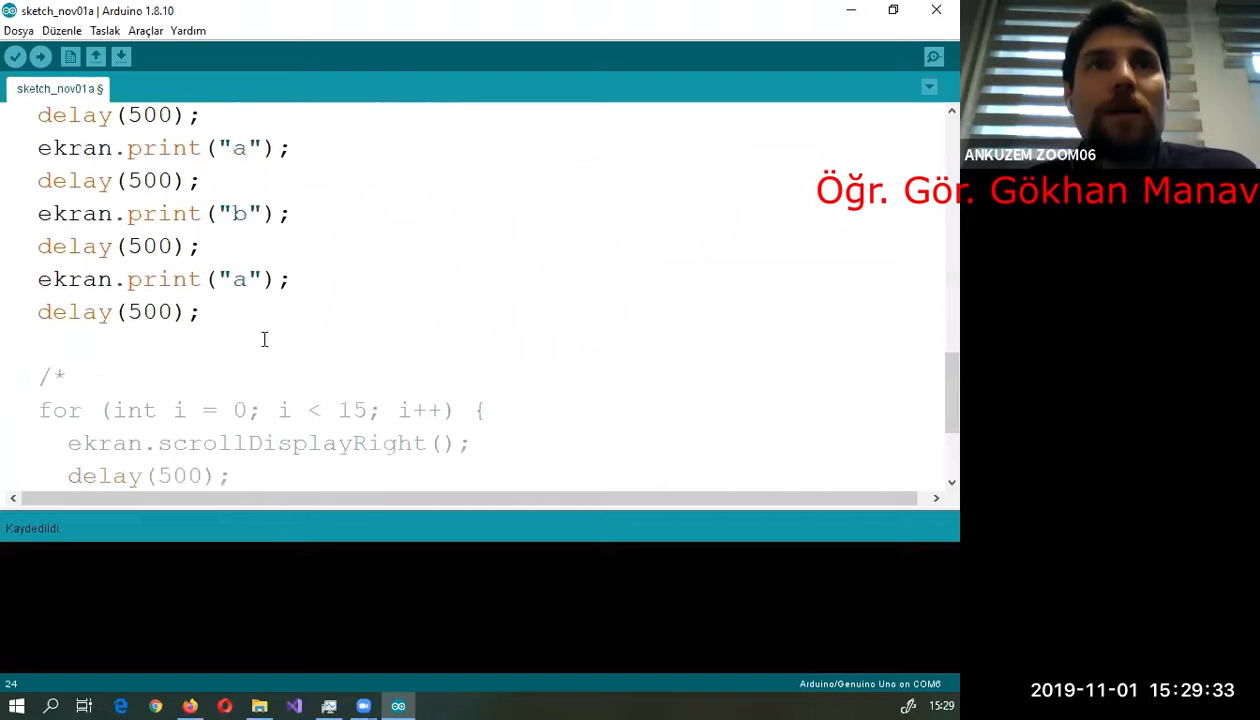 sketch_nov01a | Arduino 1.8.10
Dosya Düzenle Taslak Araçlar Yardım
sketch_nov01a §
delay(500);
ekran.print("a");
delay(500);
ekran.print("b");
delay(500);
ekran.print("a");
delay(500);
/*
for (int i = 0; i < 15; i++) {
ekran.scrollDisplayRight();
delay(500);
Kaydedildi.
24
Arduino/Genuino Uno on COM6
15:29
ANKUZEM ZOOM06
Öğr. Gör. Gökhan Manav
2019-11-01 15:29:33